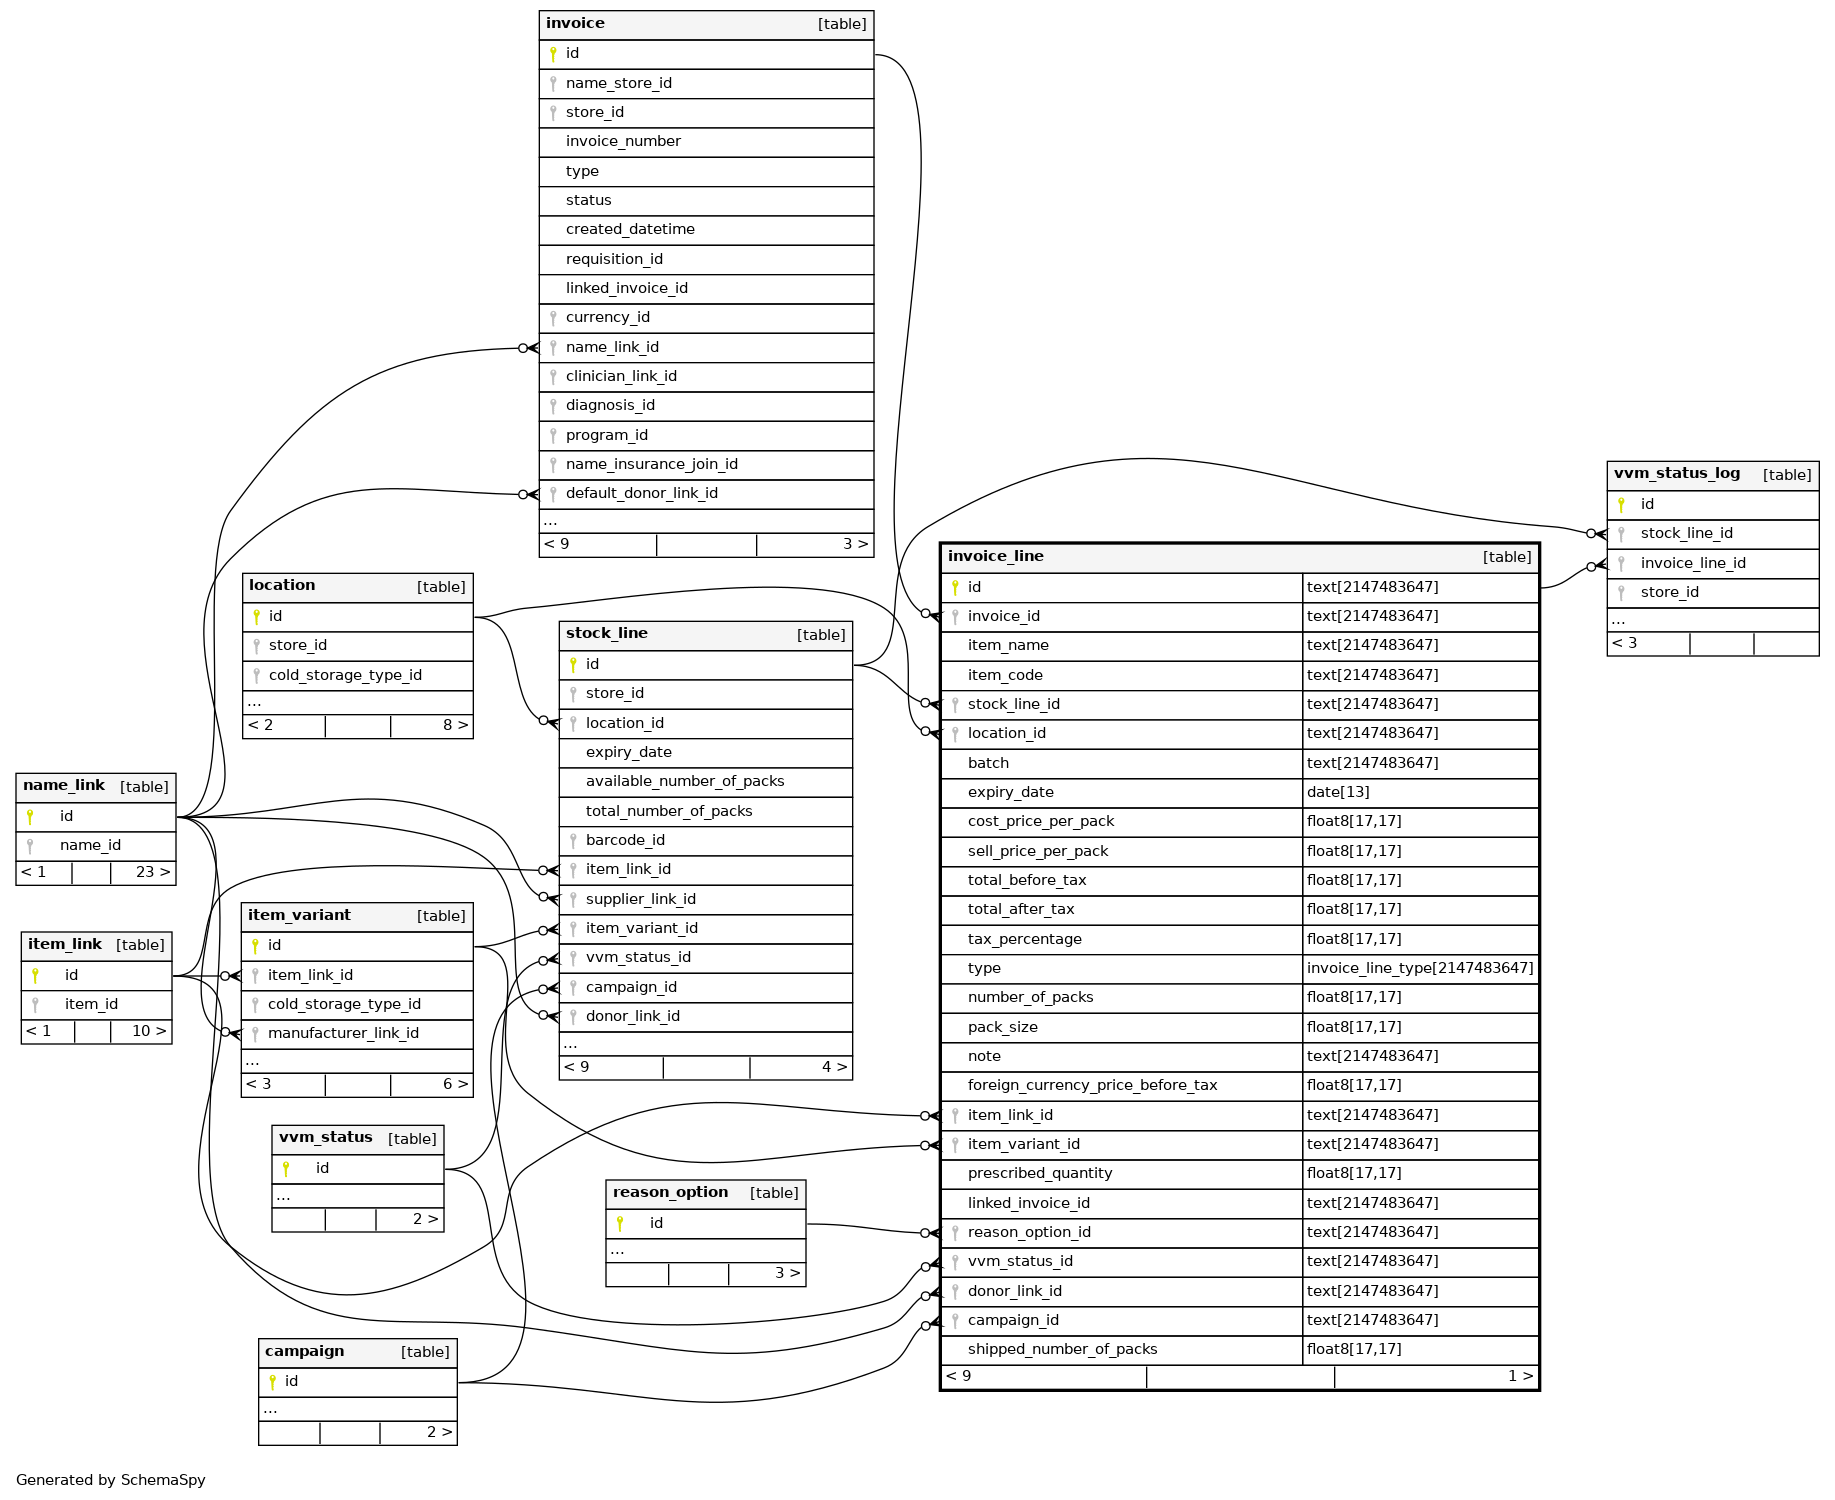 invoice [table]
id
name_store_id
store_id
invoice_number
type
status
created_datetime
requisition_id
linked_invoice_id
currency_id
name_link_id
clinician_link_id
diagnosis_id
program_id
name_insurance_join_id
default_donor_link_id
...
< 9 3 >
vvm_status_log [table]
id
stock_line_id
invoice_line_id
store_id
...
< 3
location [table]
id
store_id
cold_storage_type_id
...
< 2 8 >
stock_line [table]
id
store_id
location_id
expiry_date
available_number_of_packs
total_number_of_packs
barcode_id
item_link_id
supplier_link_id
item_variant_id
vvm_status_id
campaign_id
donor_link_id
...
< 9 4 >
invoice_line [table]
id text[2147483647]
invoice_id text[2147483647]
item_name text[2147483647]
item_code text[2147483647]
stock_line_id text[2147483647]
location_id text[2147483647]
batch text[2147483647]
expiry_date date[13]
cost_price_per_pack float8[17,17]
sell_price_per_pack float8[17,17]
total_before_tax float8[17,17]
total_after_tax float8[17,17]
tax_percentage float8[17,17]
type invoice_line_type[2147483647]
number_of_packs float8[17,17]
pack_size float8[17,17]
note text[2147483647]
foreign_currency_price_before_tax float8[17,17]
item_link_id text[2147483647]
item_variant_id text[2147483647]
prescribed_quantity float8[17,17]
linked_invoice_id text[2147483647]
reason_option_id text[2147483647]
vvm_status_id text[2147483647]
donor_link_id text[2147483647]
campaign_id text[2147483647]
shipped_number_of_packs float8[17,17]
< 9 1 >
name_link [table]
id
name_id
< 1 23 >
item_link [table]
id
item_id
< 1 10 >
item_variant [table]
id
item_link_id
cold_storage_type_id
manufacturer_link_id
...
< 3 6 >
vvm_status [table]
id
...
2 >
reason_option [table]
id
...
3 >
campaign [table]
id
...
2 >
Generated by SchemaSpy